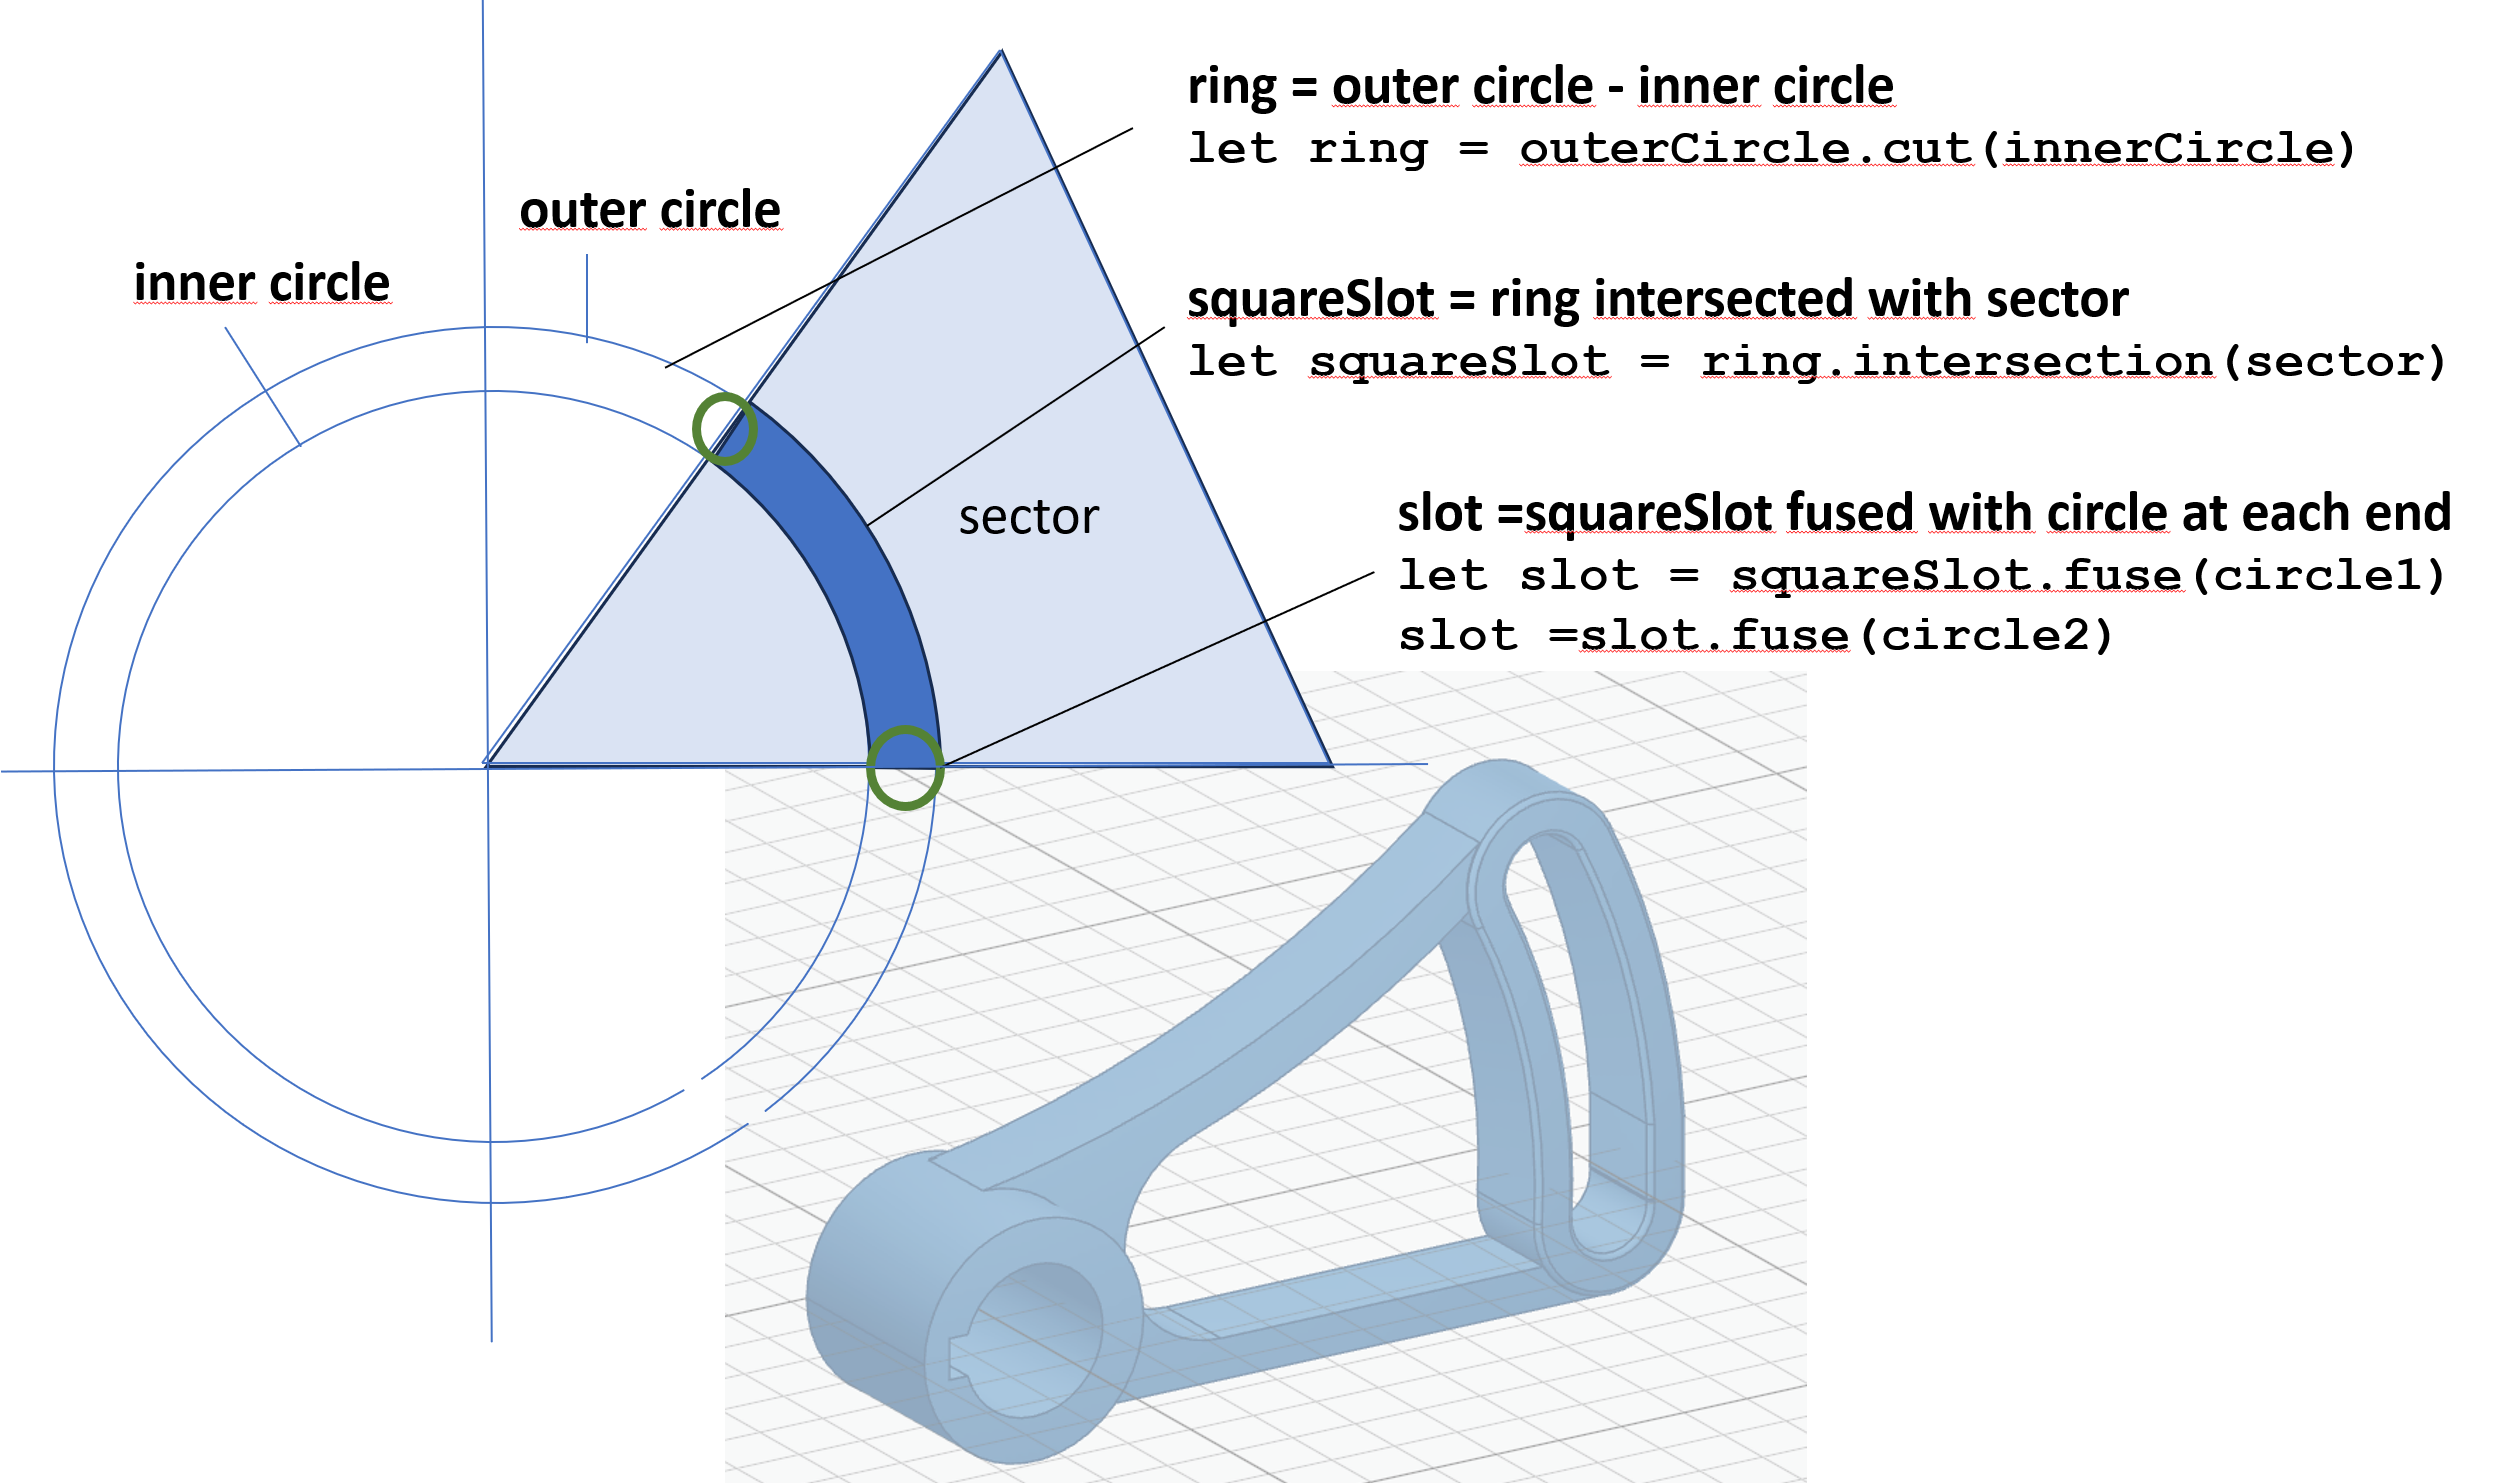 ring = outer circle - inner circle
let ring = outerCircle.cut(innerCircle)
outer circle
inner circle
squareSlot = ring intersected with sector
let squareSlot = ring.intersection(sector)
sector
slot =squareSlot fused with circle at each end
let slot = squareSlot.fuse(circle1)
slot =slot.fuse(circle2)